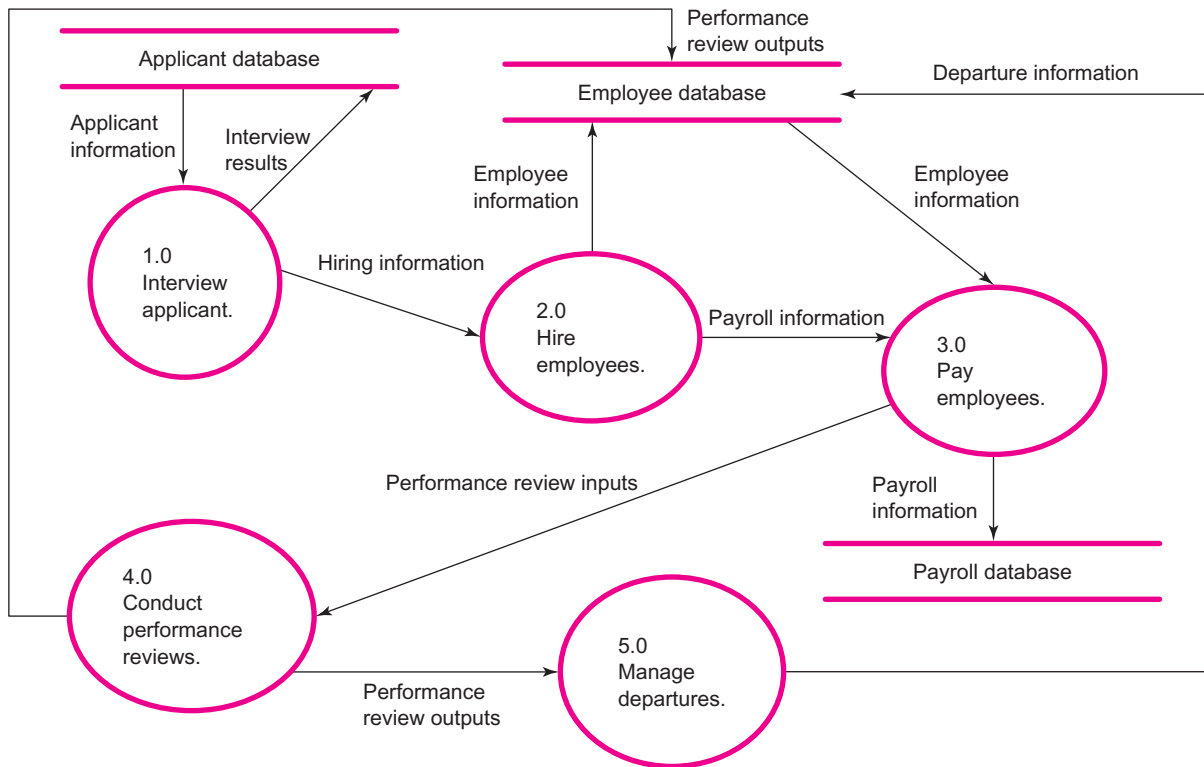 Performance
review outputs
Applicant database
Departure information
Employee database
Applicant
information
Interview
results
Employee
information
Employee
information
1.0
Interview
applicant.
Hiring information
2.0
Hire
employees.
Payroll information
3.0
Pay
employees.
Performance review inputs
Payroll
information
4.0
Conduct
performance
reviews.
Payroll database
5.0
Manage
departures.
Performance
review outputs